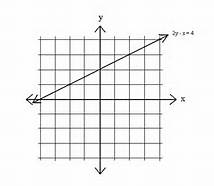 y
2y - x = 4
x